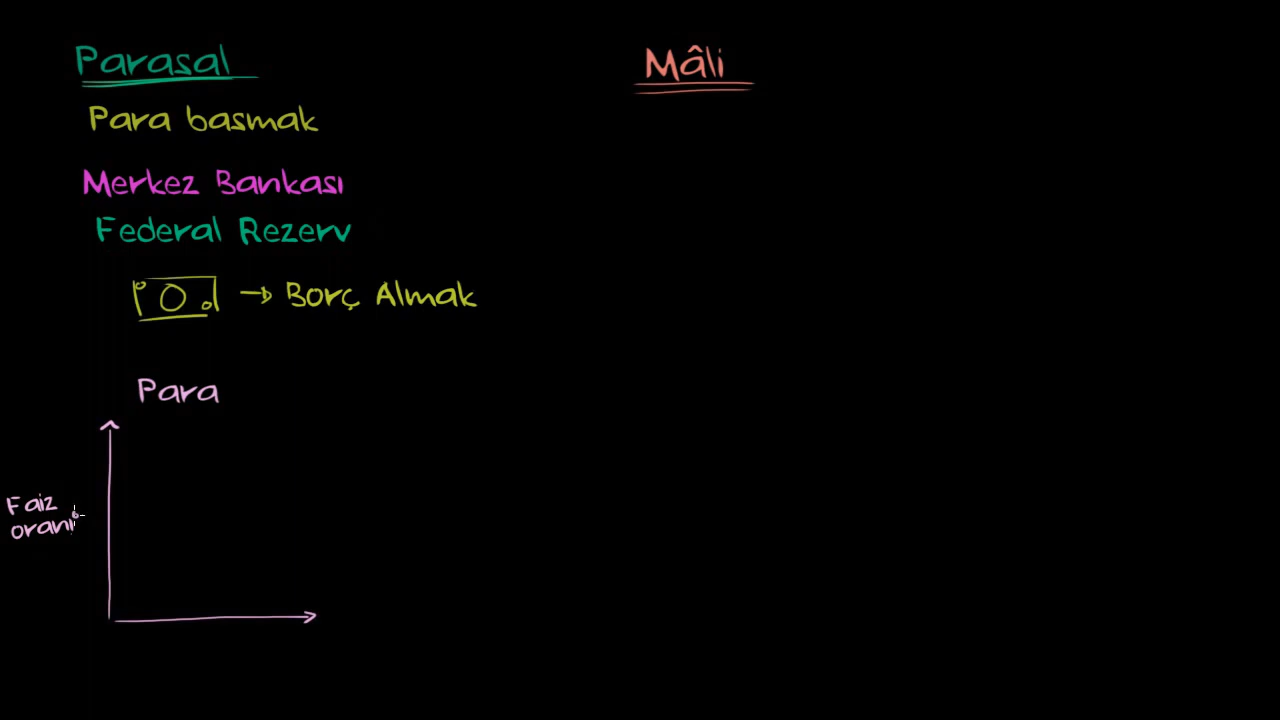 Parasal
Mâli
Para basmak
Merkez Bankası
Federal Rezerv
Borç Almak
Para
Faiz
oranı